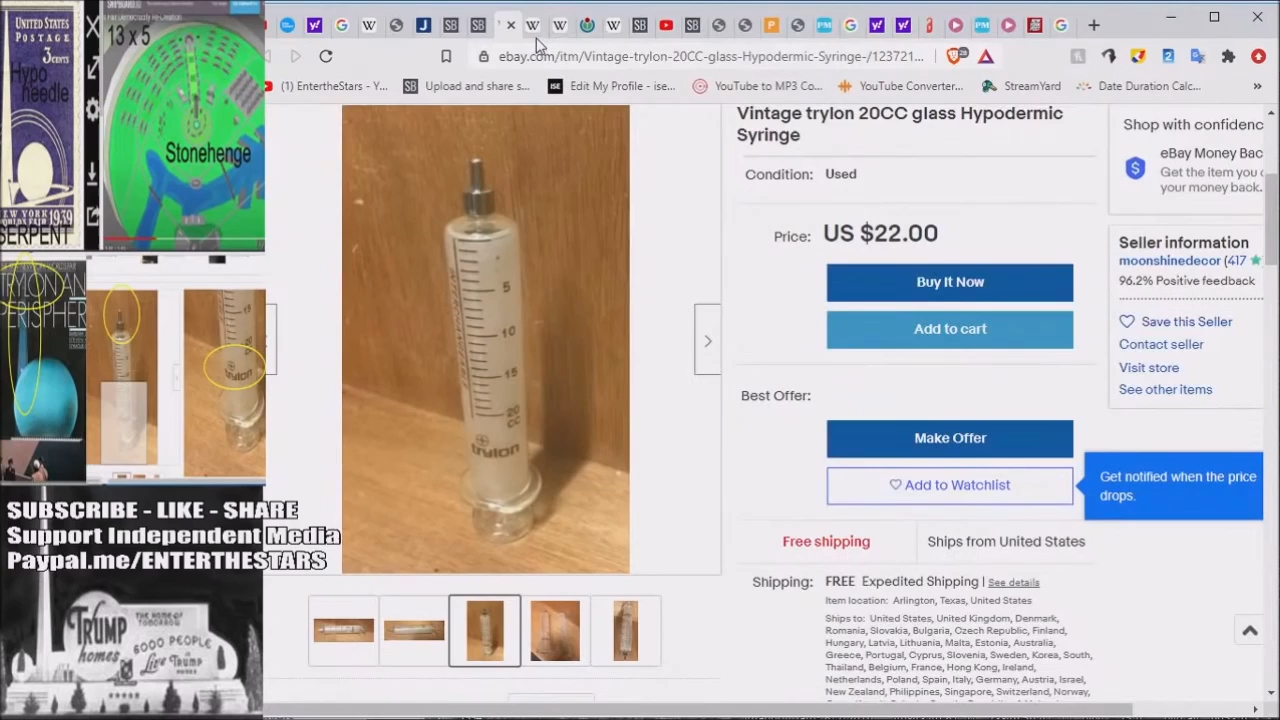 UNITED STATES POSTAGE
3 CENTS
Hypo
needle
NEW YORK 1939
WORLD'S FAIR
SERPENT
13 x 5
Stonehenge
TRYLON AN
PERISPHER
15
20
trylon
SUBSCRIBE - LIKE - SHARE
Support Independent Media
Paypal.me/ENTERTHESTARS
TRUMP
homes
THE HOME OF
TOMORROW
6000 PEOPLE
Live in
TRUMP
HOMES
ebay.com/itm/Vintage-trylon-20CC-glass-Hypodermic-Syringe-/123721...
(1) EntertheStars - Y...
Upload and share s...
Edit My Profile - ise...
YouTube to MP3 Co...
YouTube Converter...
StreamYard
Date Duration Calc...
5
10
15
20
CC
trylon
Vintage trylon 20CC glass Hypodermic
Syringe
Condition: Used
Price: US $22.00
Buy It Now
Add to cart
Best Offer:
Make Offer
Add to Watchlist
Free shipping
Ships from United States
Shipping: FREE Expedited Shipping | See details
Item location: Arlington, Texas, United States
Ships to: United States, United Kingdom, Denmark,
Romania, Slovakia, Bulgaria, Czech Republic, Finland,
Hungary, Latvia, Lithuania, Malta, Estonia, Australia,
Greece, Portugal, Cyprus, Slovenia, Sweden, Korea, South,
Thailand, Belgium, France, Hong Kong, Ireland,
Netherlands, Poland, Spain, Italy, Germany, Austria, Israel,
New Zealand, Philippines, Singapore, Switzerland, Norway,
Shop with confidenc
eBay Money Bac
Get the item you
your money back.
Seller information
moonshinedecor (417
96.2% Positive feedback
Save this Seller
Contact seller
Visit store
See other items
Get notified when the price
drops.